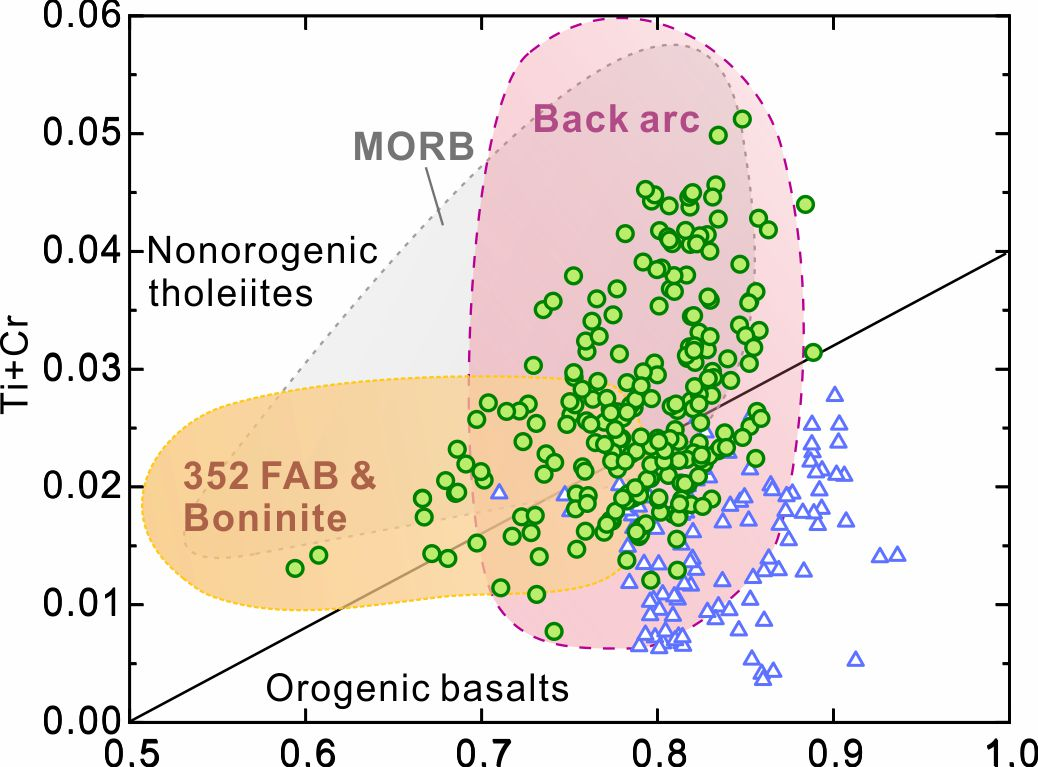 0.06
0.05
0.04
0.03
0.02
0.01
0.00
Ti+Cr
Back arc
MORB
Nonorogenic
tholeiites
352 FAB &
Boninite
Orogenic basalts
0.5 0.6 0.7 0.8 0.9 1.0